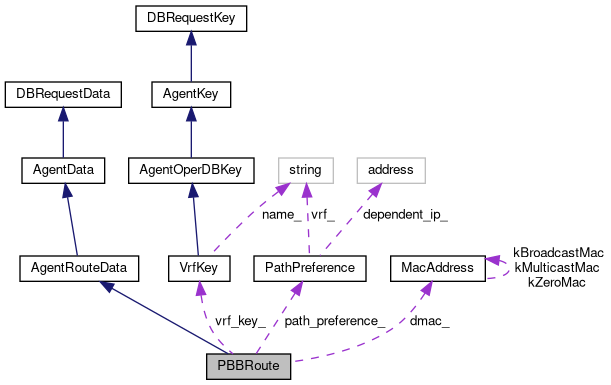 DBRequestKey
DBRequestData
AgentKey
AgentData
AgentOperDBKey
string
address
name_
vrf_
dependent_ip_
AgentRouteData
VrfKey
PathPreference
MacAddress
kBroadcastMac
kMulticastMac
kZeroMac
vrf_key_
path_preference_
dmac_
PBBRoute